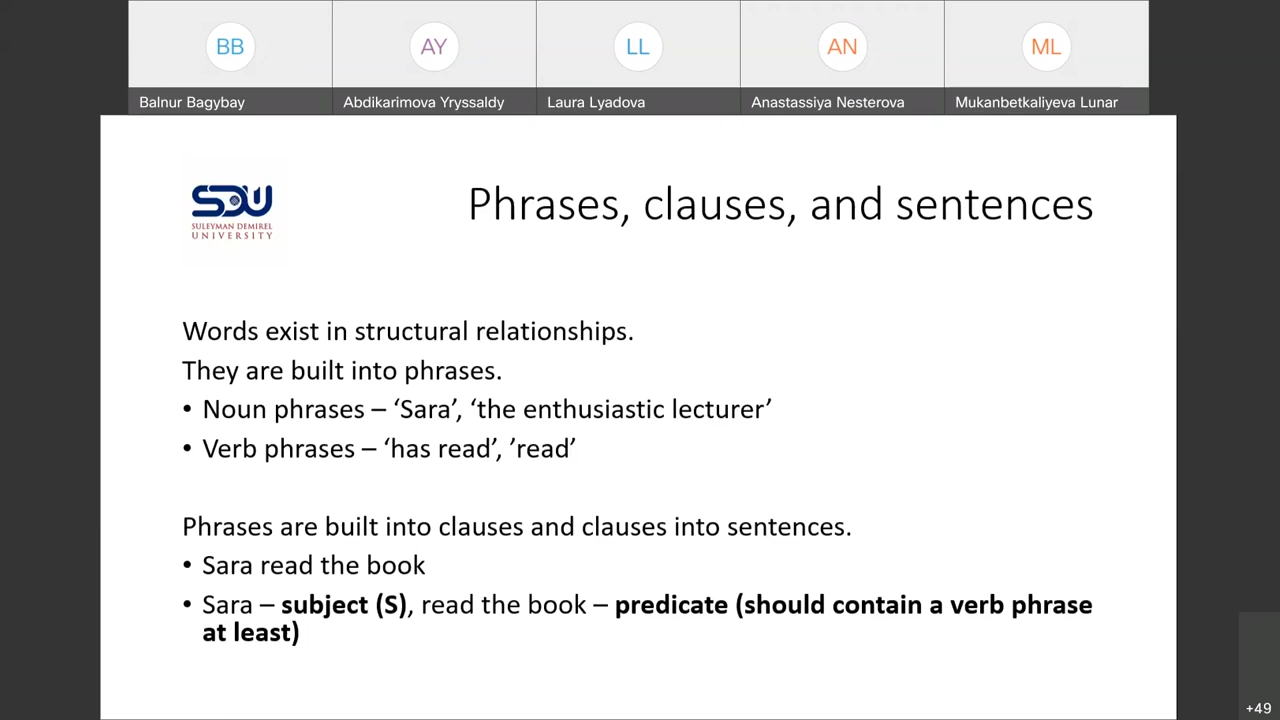 BB
AY
LL
AN
ML
Balnur Bagybay
Abdikarimova Yryssaldy
Laura Lyadova
Anastassiya Nesterova
Mukanbetkaliyeva Lunar
SDU
SULEYMAN DEMIREL
UNIVERSITY
Phrases, clauses, and sentences
Words exist in structural relationships.
They are built into phrases.
• Noun phrases – ‘Sara’, ‘the enthusiastic lecturer’
• Verb phrases – ‘has read’, ’read’
Phrases are built into clauses and clauses into sentences.
• Sara read the book
• Sara – subject (S), read the book – predicate (should contain a verb phrase
at least)
+49